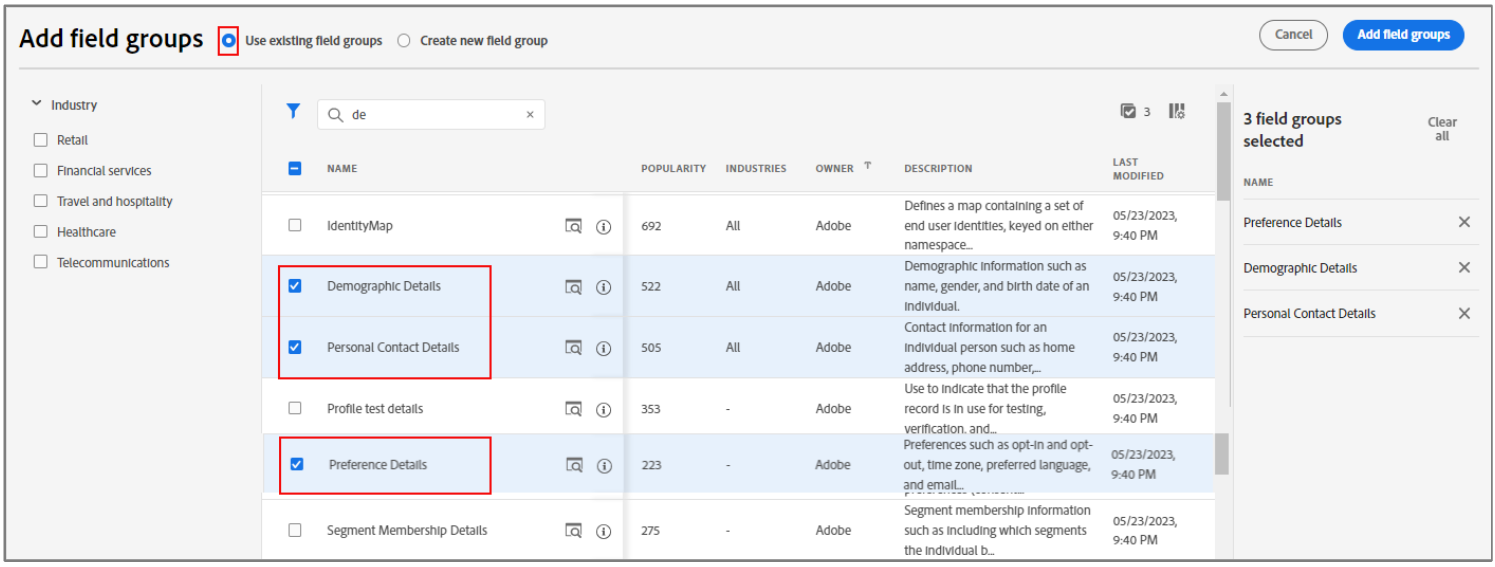 Add field groups
Use existing field groups
Create new field group
Cancel
Add field groups
Industry
Retail
Financial services
Travel and hospitality
Healthcare
Telecommunications
de
3
NAME POPULARITY INDUSTRIES OWNER DESCRIPTION LAST
MODIFIED
IdentityMap 692 All Adobe
Defines a map containing a set of
end user identities, keyed on either
namespace...
05/23/2023,
9:40 PM
Demographic Details 522 All Adobe
Demographic information such as
name, gender, and birth date of an
individual.
05/23/2023,
9:40 PM
Personal Contact Details 505 All Adobe
Contact information for an
individual person such as home
address, phone number,...
05/23/2023,
9:40 PM
Profile test details 353 - Adobe
Use to indicate that the profile
record is in use for testing,
verification. and...
05/23/2023,
9:40 PM
Preference Details 223 - Adobe
Preferences such as opt-in and opt-
out, time zone, preferred language,
and email...
05/23/2023,
9:40 PM
Segment Membership Details 275 - Adobe
Segment membership information
such as including which segments
the individual b...
05/23/2023,
9:40 PM
3 field groups
selected
Clear
all
NAME
Preference Details
Demographic Details
Personal Contact Details